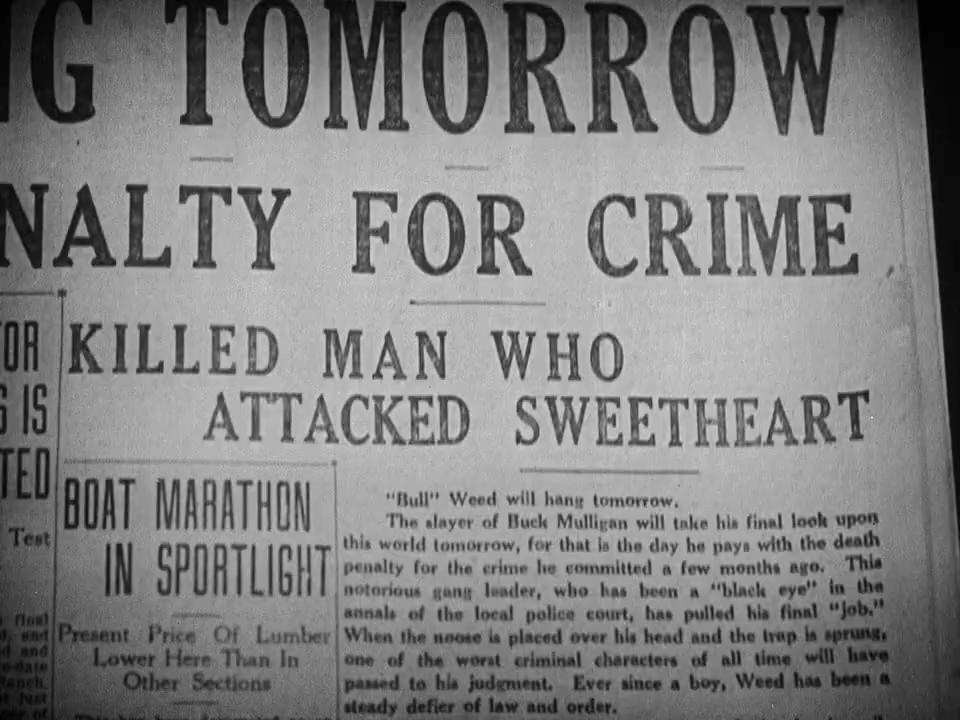 G TOMORROW
NALTY FOR CRIME
KILLED MAN WHO
ATTACKED SWEETHEART
"Bull" Weed will hang tomorrow.
The slayer of Buck Mulligan will take his final look upon
this world tomorrow, for that is the day he pays with the death
penalty for the crime he committed a few months ago. This
notorious gang leader, who has been a "black eye" in the
annals of the local police court, has pulled his final "job."
When the noose is placed over his head and the trap is sprung,
one of the worst criminal characters of all time will have
passed to his judgment. Ever since a boy, Weed has been a
steady defier of law and order.
BOAT MARATHON
IN SPORTLIGHT
Present Price Of Lumber
Lower Here Than In
Other Sections
OR
S IS
TED
Test
final
and
and